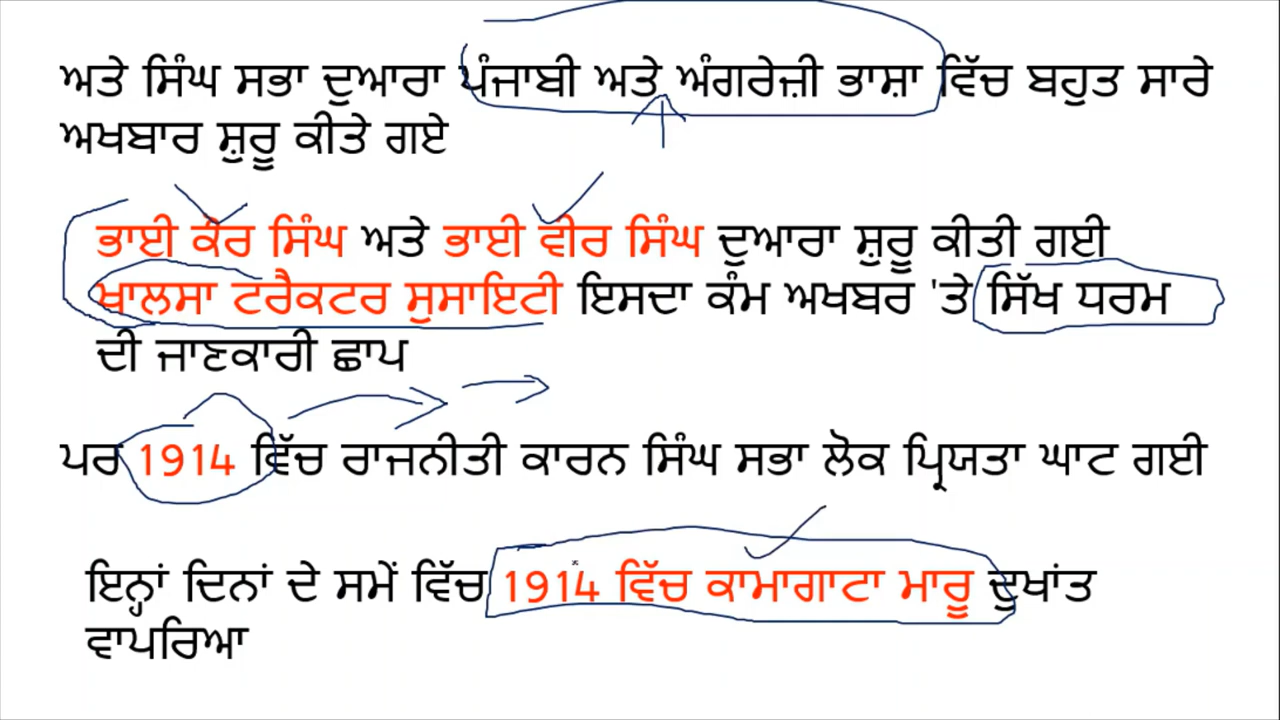 ਅਤੇ ਸਿੰਘ ਸਭਾ ਦੁਆਰਾ ਪੰਜਾਬੀ ਅਤੇ ਅੰਗਰੇਜ਼ੀ ਭਾਸ਼ਾ ਵਿੱਚ ਬਹੁਤ ਸਾਰੇ
ਅਖਬਾਰ ਸ਼ੁਰੂ ਕੀਤੇ ਗਏ
ਭਾਈ ਕੌਰ ਸਿੰਘ ਅਤੇ ਭਾਈ ਵੀਰ ਸਿੰਘ ਦੁਆਰਾ ਸ਼ੁਰੂ ਕੀਤੀ ਗਈ
ਖਾਲਸਾ ਟਰੈਕਟਰ ਸੁਸਾਇਟੀ ਇਸਦਾ ਕੰਮ ਅਖਬਰ 'ਤੇ ਸਿੱਖ ਧਰਮ
ਦੀ ਜਾਣਕਾਰੀ ਛਾਪ
ਪਰ 1914 ਵਿੱਚ ਰਾਜਨੀਤੀ ਕਾਰਨ ਸਿੰਘ ਸਭਾ ਲੋਕ ਪ੍ਰਿਯਤਾ ਘਾਟ ਗਈ
ਇਨ੍ਹਾਂ ਦਿਨਾਂ ਦੇ ਸਮੇਂ ਵਿੱਚ 1914 ਵਿੱਚ ਕਾਮਾਗਾਟਾ ਮਾਰੂ ਦੁਖਾਂਤ
ਵਾਪਰਿਆ